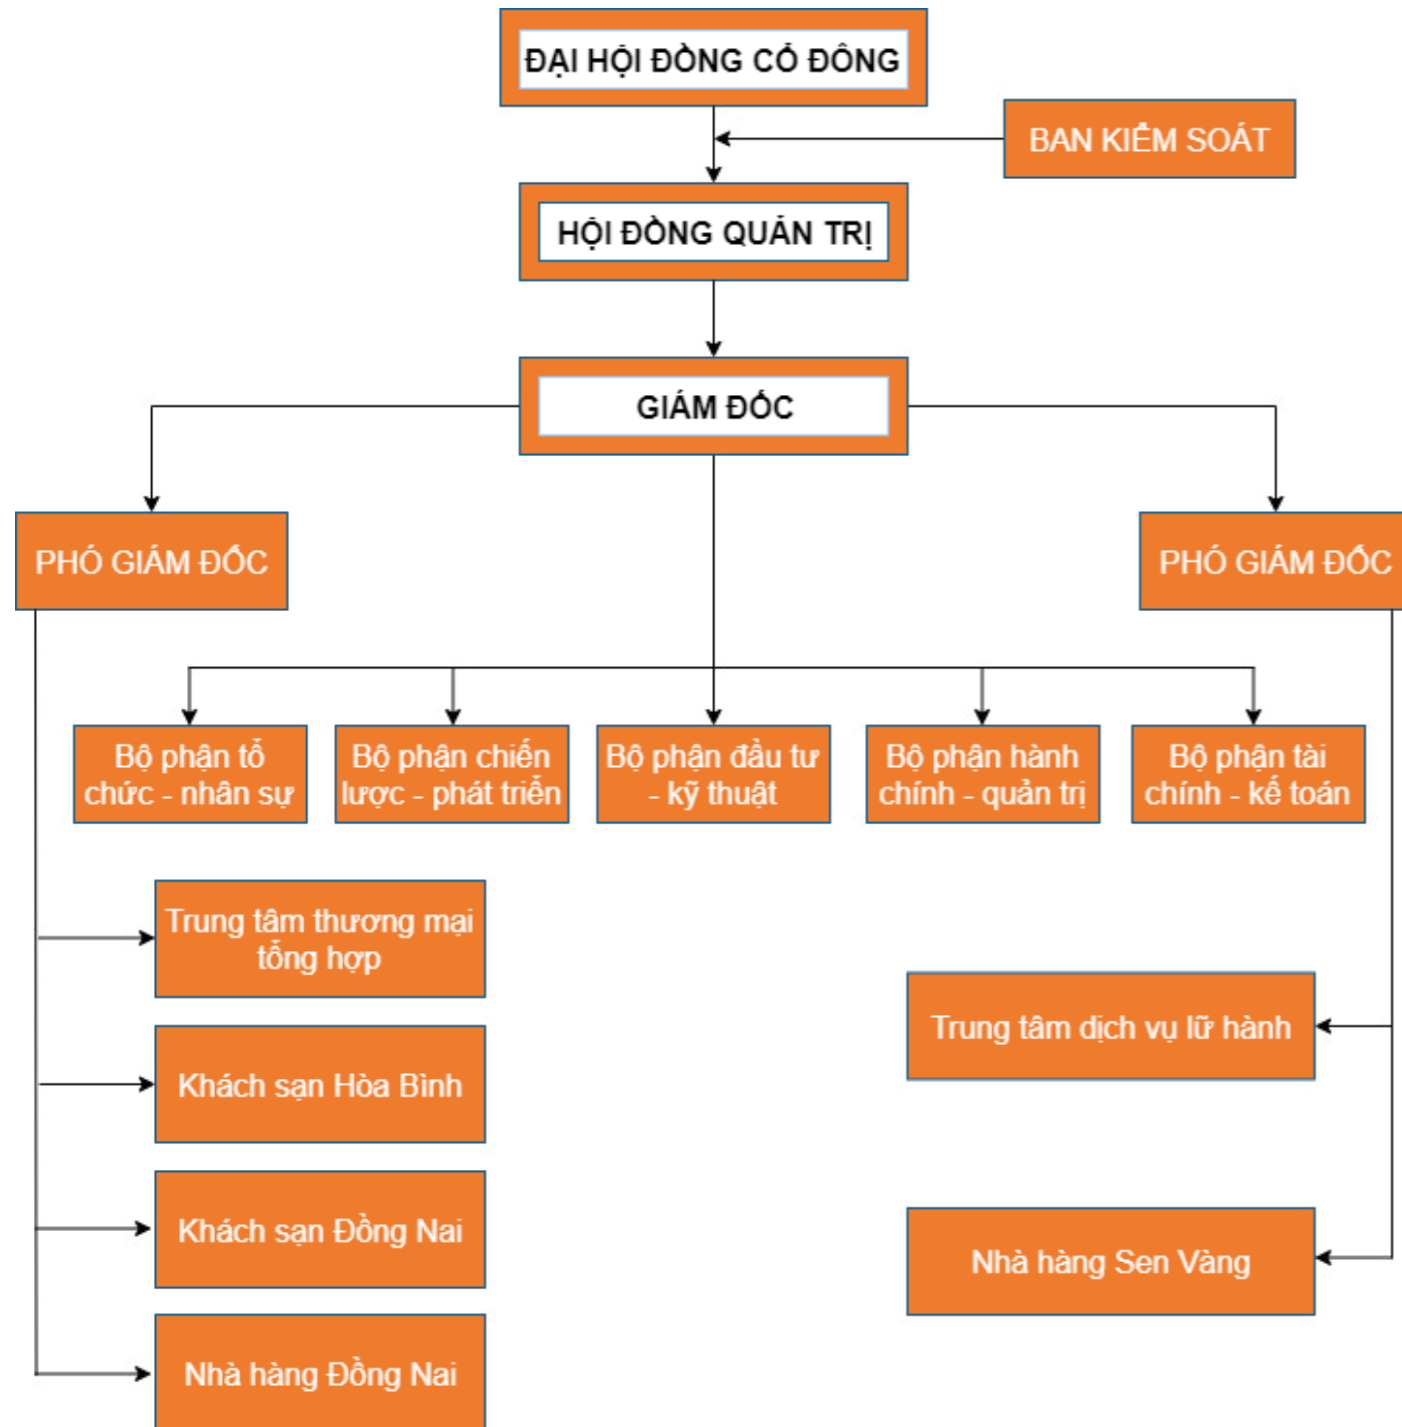 ĐẠI HỘI ĐỒNG CỔ ĐÔNG
BAN KIỂM SOÁT
HỘI ĐỒNG QUẢN TRỊ
GIÁM ĐỐC
PHÓ GIÁM ĐỐC
PHÓ GIÁM ĐỐC
Bộ phận tổ
chức - nhân sự
Bộ phận chiến
lược - phát triển
Bộ phận đầu tư
- kỹ thuật
Bộ phận hành
chính - quản trị
Bộ phận tài
chính - kế toán
Trung tâm thương mại
tổng hợp
Khách sạn Hòa Bình
Khách sạn Đồng Nai
Nhà hàng Đồng Nai
Trung tâm dịch vụ lữ hành
Nhà hàng Sen Vàng